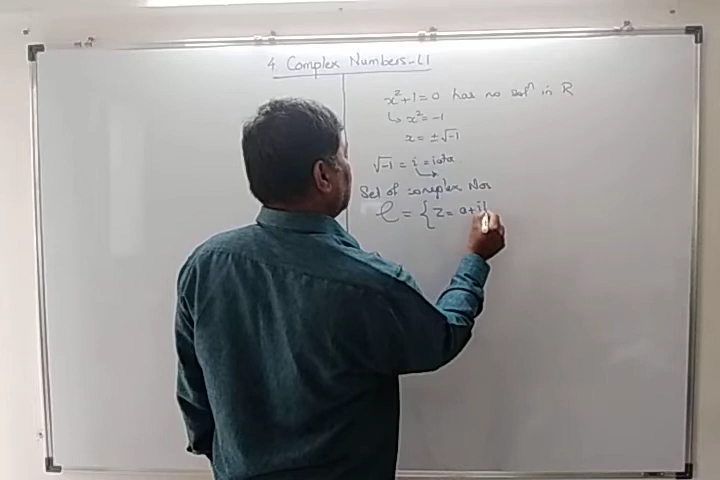 4 Complex Numbers-L1
x² + 1 = 0 has no solⁿ in R
↳ x² = -1
x = ±√-1
√-1 = i = iota
Set of complex Nos
C = { z = a + i